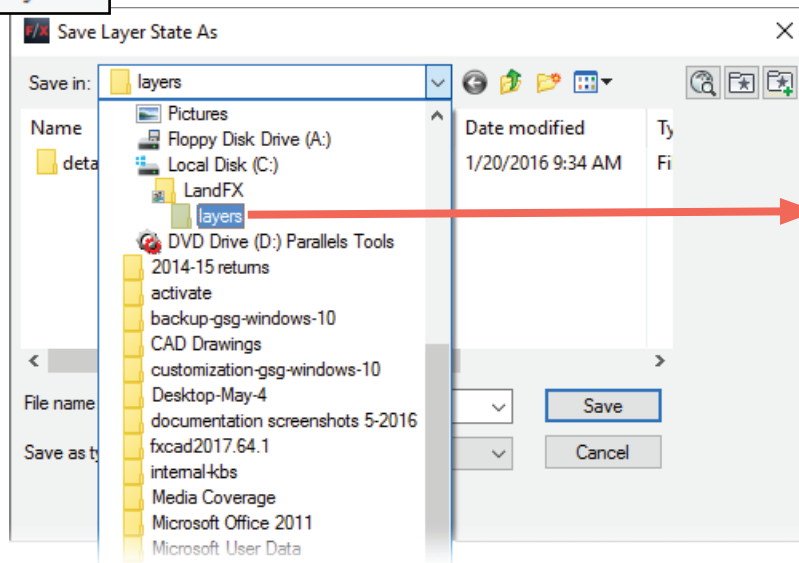 F/X Save Layer State As
Save in: layers
Name Date modified Ty
Pictures
Floppy Disk Drive (A:)
deta Local Disk (C:) 1/20/2016 9:34 AM Fi
LandFX
layers
DVD Drive (D:) Parallels Tools
2014-15 returns
activate
backup-gsg-windows-10
CAD Drawings
customization-gsg-windows-10
Desktop-May-4
File name Save
documentation screenshots 5-2016
fxcad2017.64.1
Save as ty Cancel
internal-kbs
Media Coverage
Microsoft Office 2011
Microsoft User Data